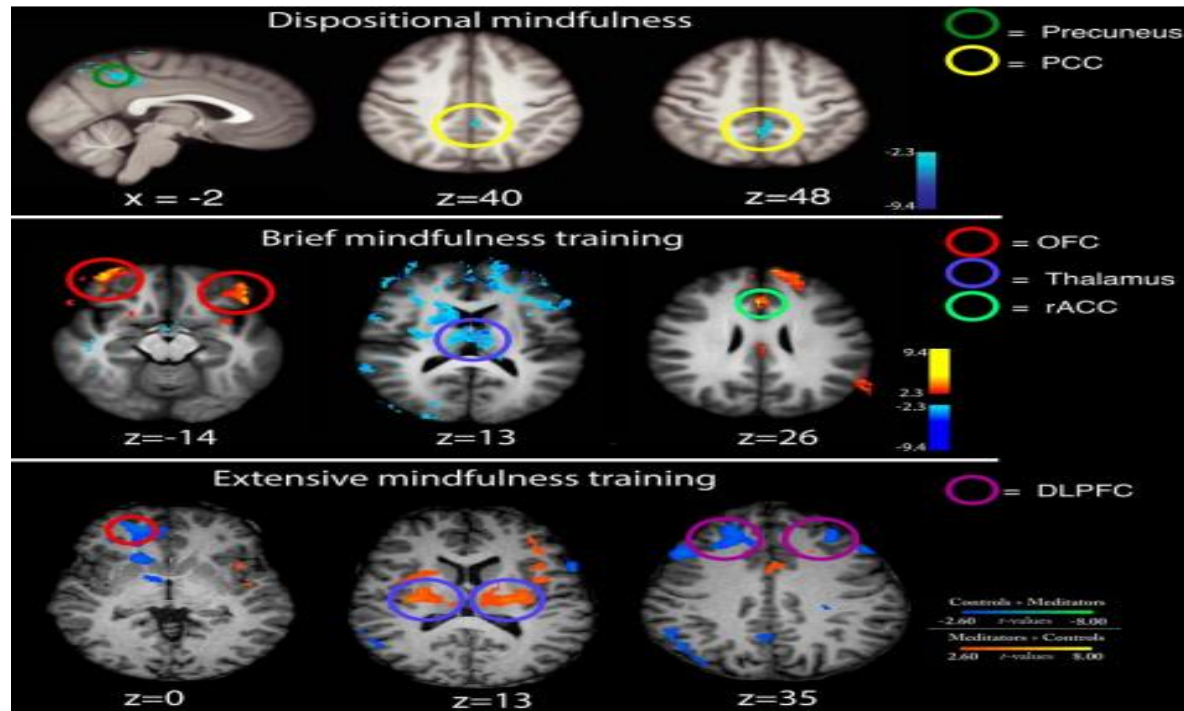 Dispositional mindfulness
= Precuneus
= PCC
-2.3
-9.4
x = -2
z=40
z=48
Brief mindfulness training
= OFC
= Thalamus
= rACC
9.4
2.3
-2.3
-9.4
z=-14
z=13
z=26
Extensive mindfulness training
= DLPFC
Controls > Meditators
-2.60 t-values -8.00
Meditators > Controls
2.60 t-values 8.00
z=0
z=13
z=35